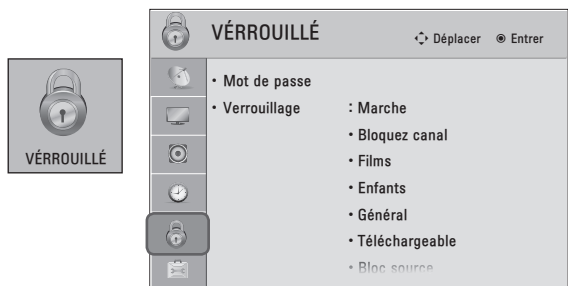 VÉRROUILLÉ
VÉRROUILLÉ
Déplacer
Entrer
• Mot de passe
• Verrouillage : Marche
• Bloquez canal
• Films
• Enfants
• Général
• Téléchargeable
• Bloc source